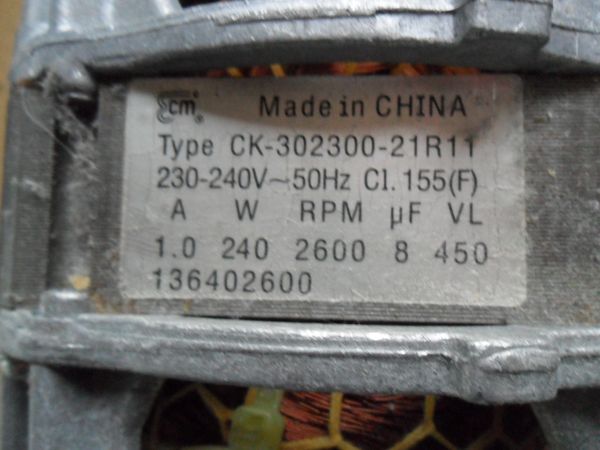 ecm® Made in CHINA
Type CK-302300-21R11
230-240V~50Hz Cl. 155(F)
A W RPM µF VL
1.0 240 2600 8 450
136402600